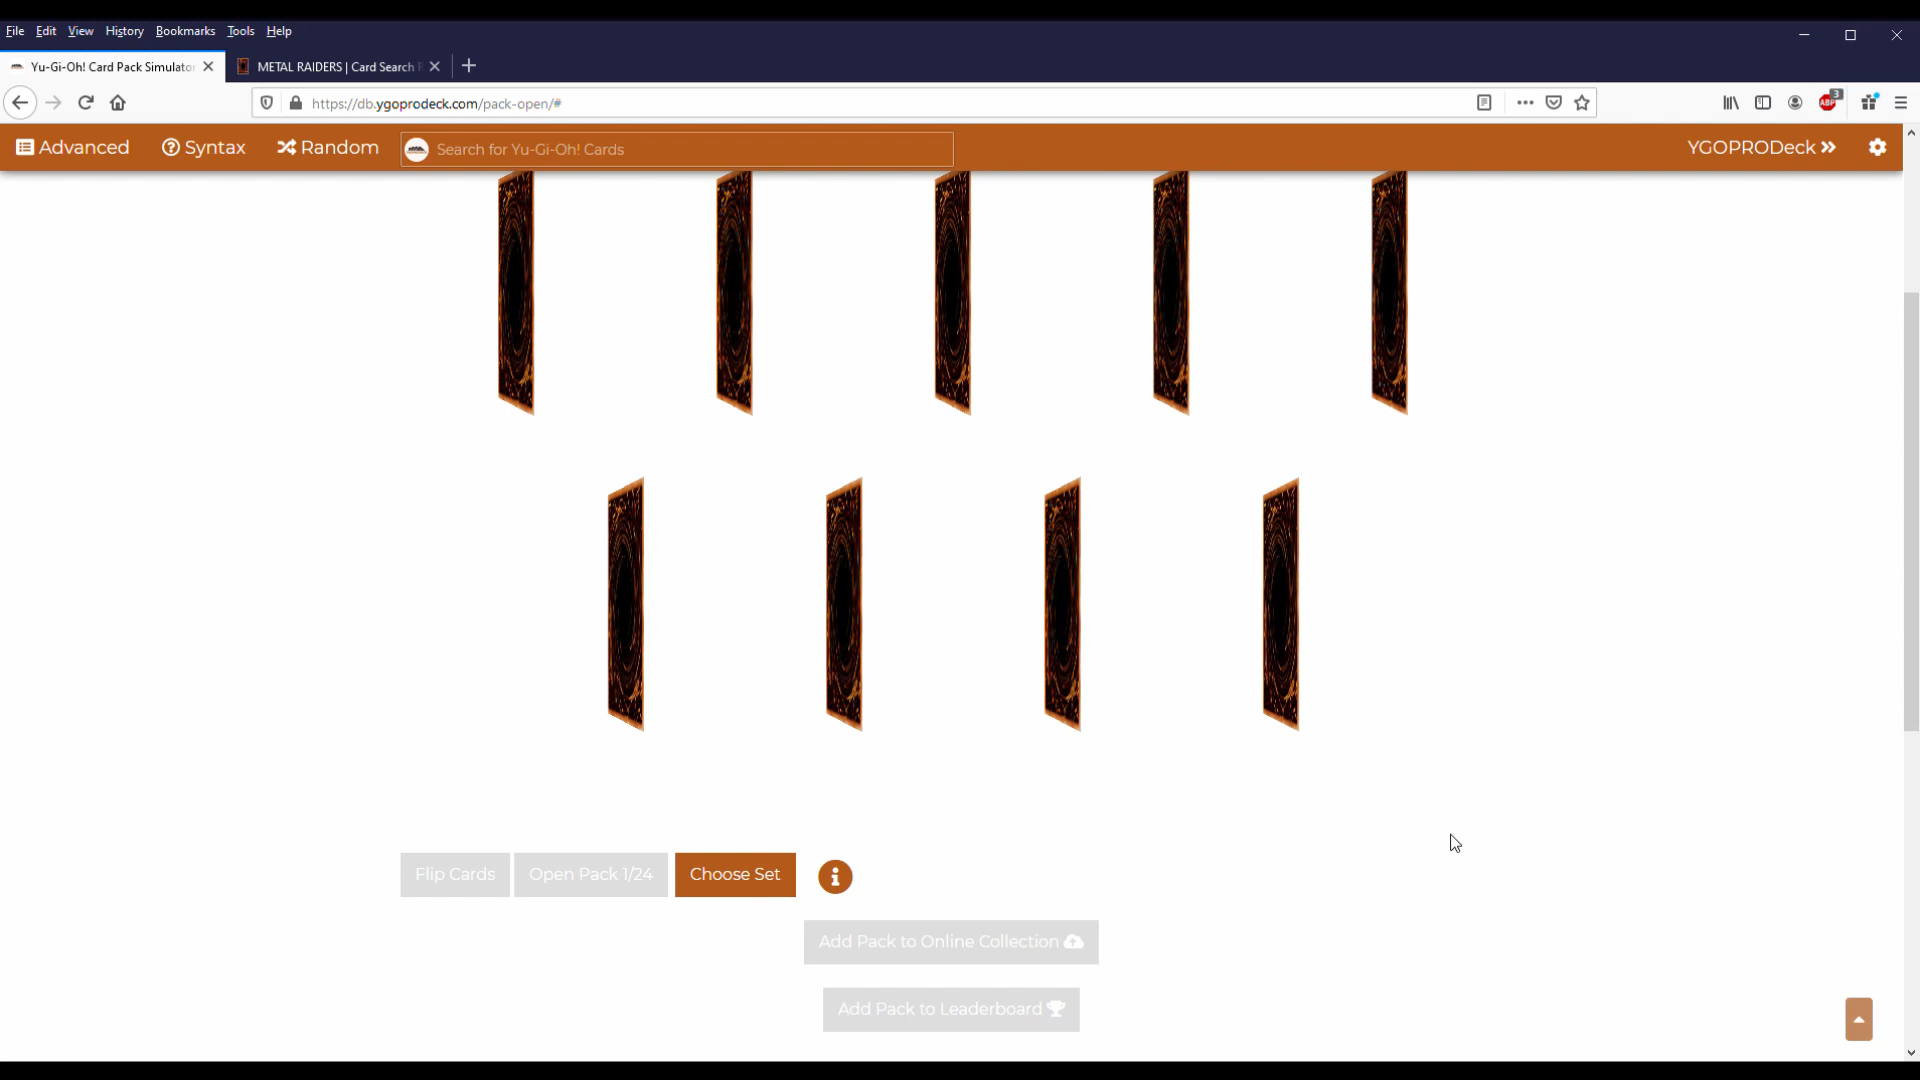 File Edit View History Bookmarks Tools Help
Yu-Gi-Oh! Card Pack Simulator
METAL RAIDERS | Card Search
https://db.ygoprodeck.com/pack-open/#
3
Advanced Syntax Random Search for Yu-Gi-Oh! Cards YGOPRODeck
Flip Cards Open Pack 1/24 Choose Set
Add Pack to Online Collection
Add Pack to Leaderboard